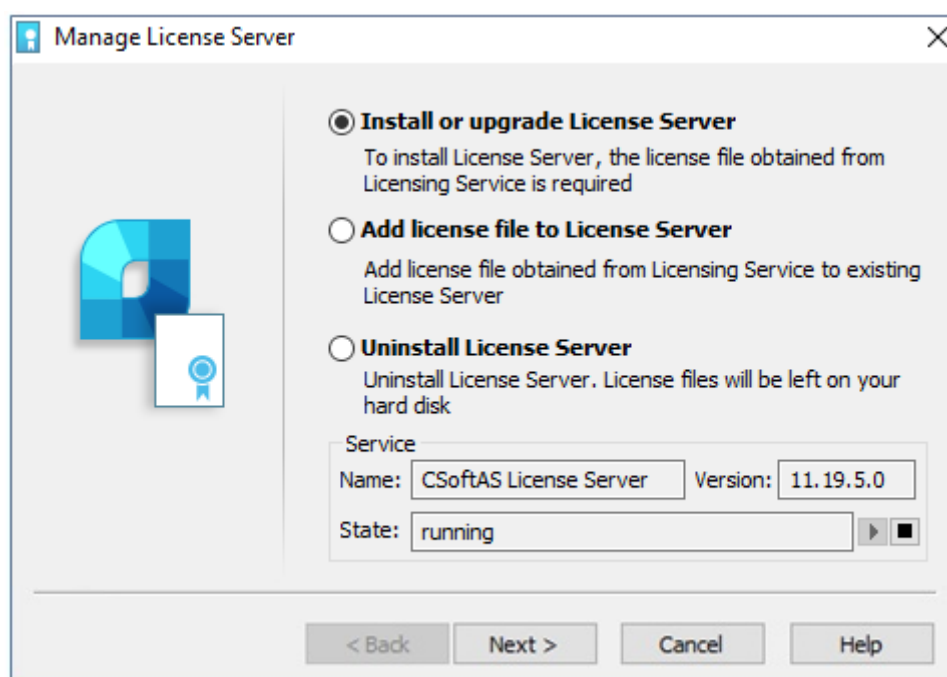 Manage License Server
Install or upgrade License Server
To install License Server, the license file obtained from
Licensing Service is required
Add license file to License Server
Add license file obtained from Licensing Service to existing
License Server
Uninstall License Server
Uninstall License Server. License files will be left on your
hard disk
Service
Name: CSoftAS License Server Version: 11.19.5.0
State: running
< Back Next > Cancel Help